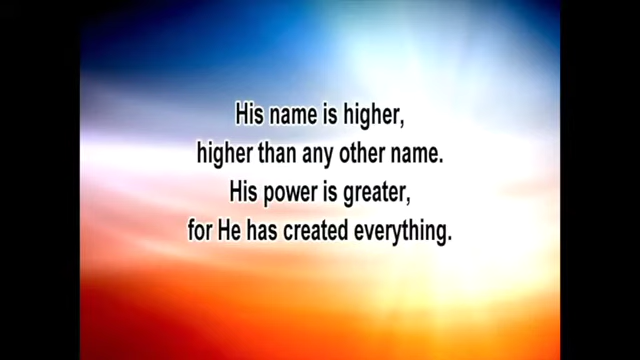 His name is higher,
higher than any other name.
His power is greater,
for He has created everything.